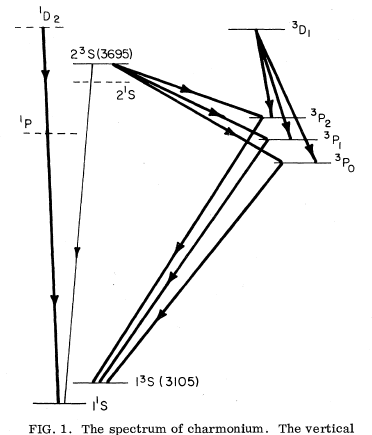 ¹D₂
³D₁
2³S(3695)
2¹S
³P₂
¹P
³P₁
³P₀
1³S (3105)
1¹S
FIG. 1. The spectrum of charmonium. The vertical